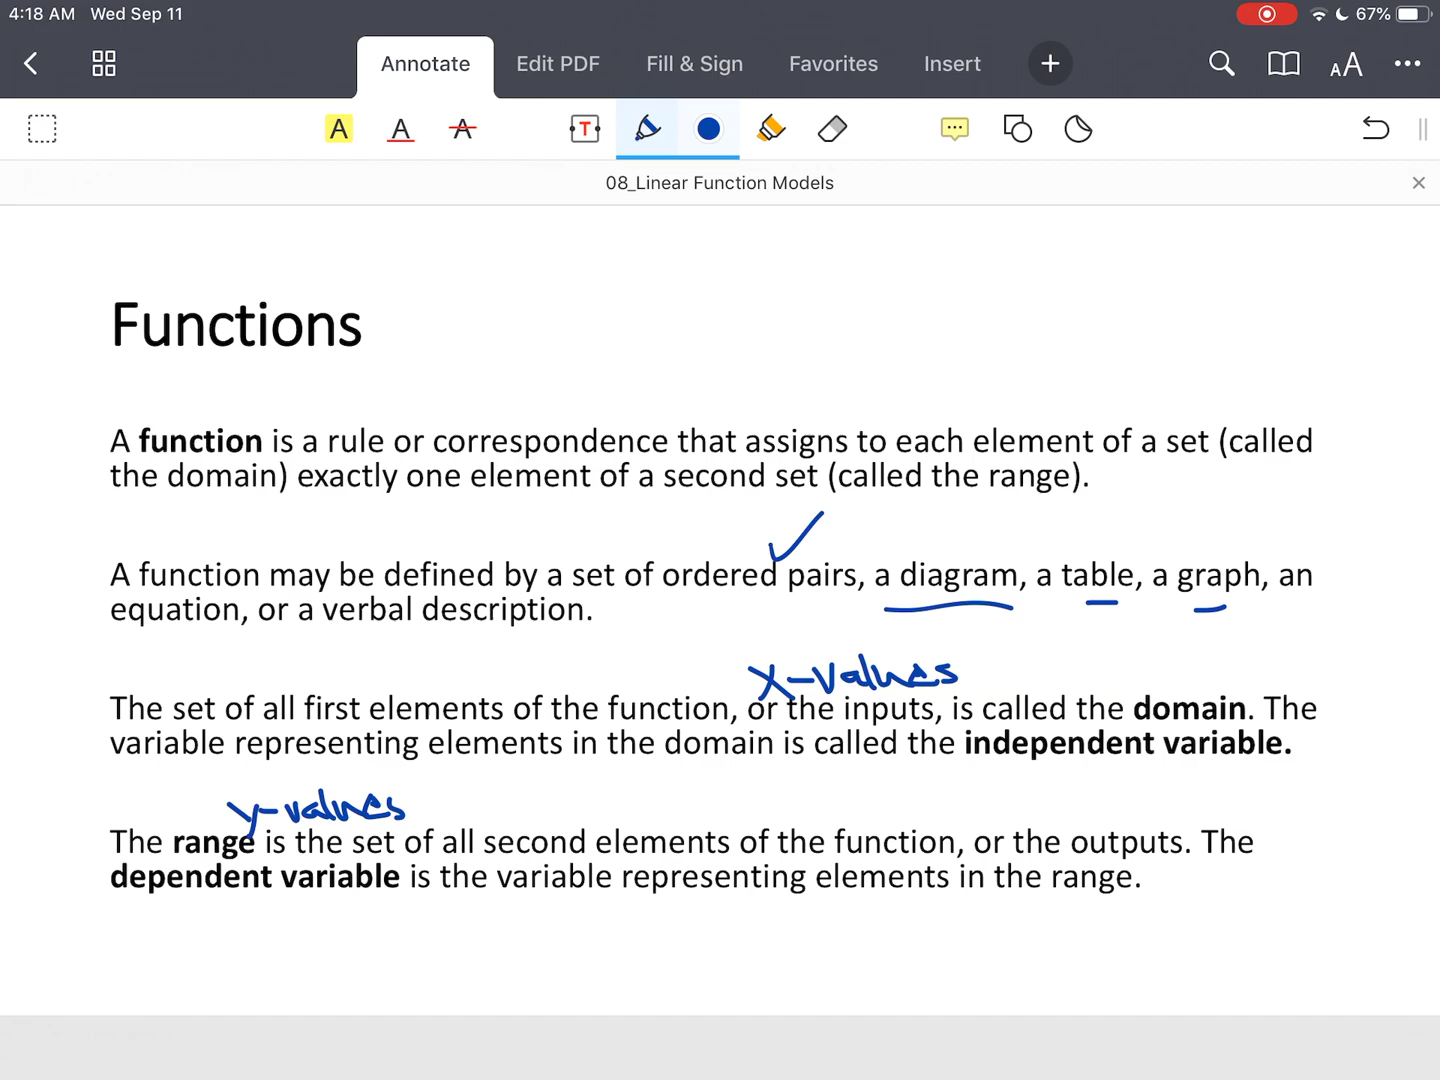 4:18 AM Wed Sep 11
67%
Annotate Edit PDF Fill & Sign Favorites Insert
AA
A A A T
08_Linear Function Models
Functions
A function is a rule or correspondence that assigns to each element of a set (called
the domain) exactly one element of a second set (called the range).
A function may be defined by a set of ordered pairs, a diagram, a table, a graph, an
equation, or a verbal description.
x-values
The set of all first elements of the function, or the inputs, is called the domain. The
variable representing elements in the domain is called the independent variable.
y-values
The range is the set of all second elements of the function, or the outputs. The
dependent variable is the variable representing elements in the range.